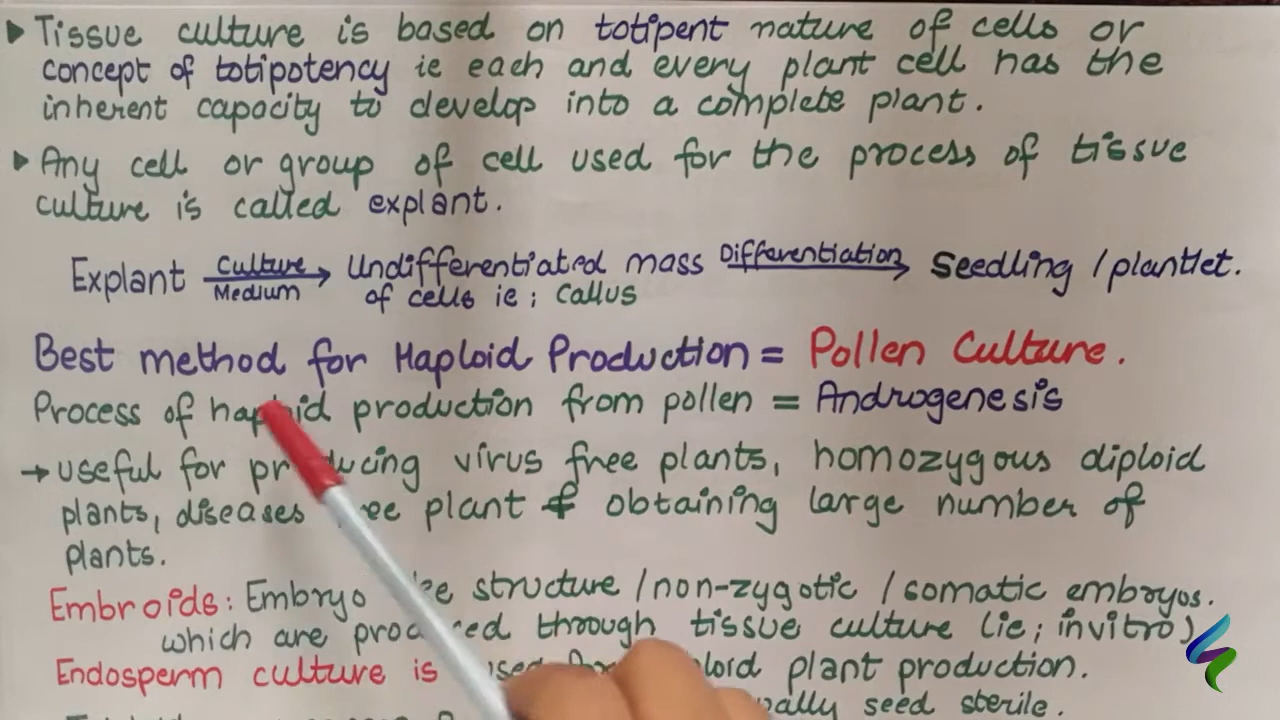 ▶ Tissue culture is based on totipent nature of cells or
concept of totipotency ie each and every plant cell has the
inherent capacity to develop into a complete plant.
▶ Any cell or group of cell used for the process of tissue
culture is called explant.
Explant Culture Medium → Undifferentiated mass Differentiation → Seedling / plantlet.
of cells ie; callus
Best method for Haploid Production = Pollen Culture.
Process of haploid production from pollen = Androgenesis
→ useful for producing virus free plants, homozygous diploid
plants, diseases free plant & obtaining large number of
plants.
Embroids: Embryo structure / non-zygotic / somatic embryos.
which are produced through tissue culture (ie; invitro)
Endosperm culture is used plant production.
seed sterile.